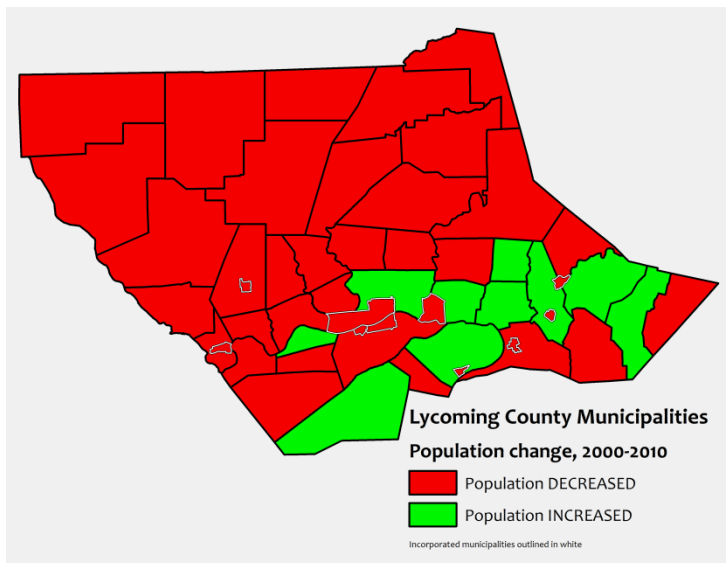 Lycoming County Municipalities
Population change, 2000-2010
Population DECREASED
Population INCREASED
Incorporated municipalities outlined in white